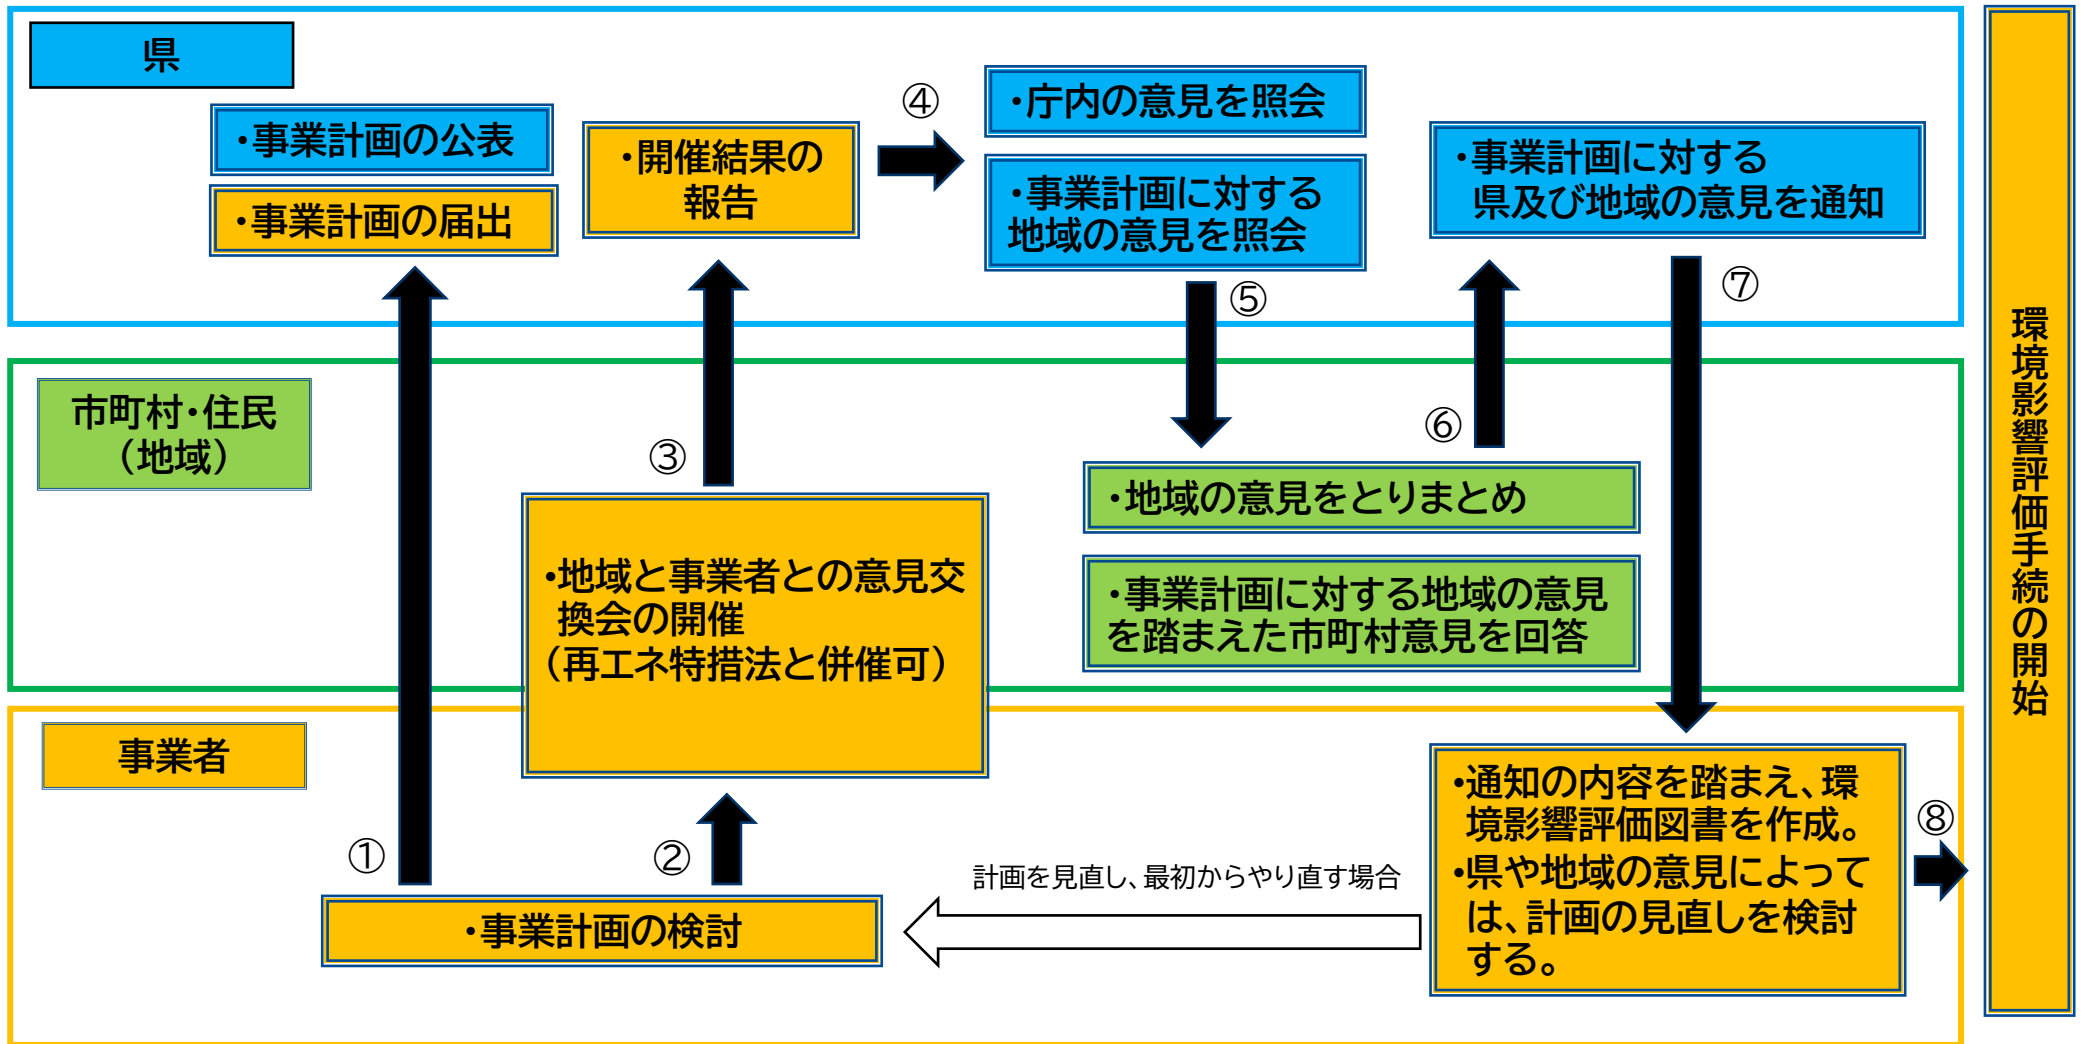 県
・事業計画の公表
・事業計画の届出
・開催結果の
報告
④
・庁内の意見を照会
・事業計画に対する
地域の意見を照会
・事業計画に対する
県及び地域の意見を通知
⑤
⑦
市町村・住民
（地域）
③
⑥
・地域と事業者との意見交
換会の開催
（再エネ特措法と併催可）
・地域の意見をとりまとめ
・事業計画に対する地域の意見
を踏まえた市町村意見を回答
事業者
①
②
・事業計画の検討
計画を見直し、最初からやり直す場合
・通知の内容を踏まえ、環
境影響評価図書を作成。
・県や地域の意見によって
は、計画の見直しを検討
する。
⑧
環境影響評価手続の開始